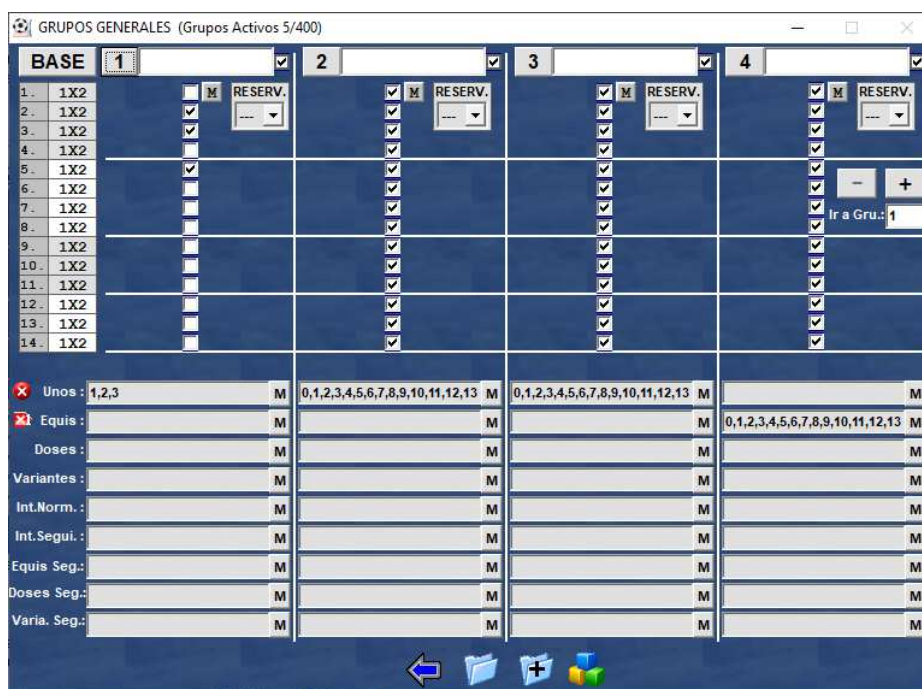 GRUPOS GENERALES (Grupos Activos 5/400)
BASE 1 2 3 4
1. 1X2 M RESERV. M RESERV. M RESERV. M RESERV.
2. 1X2 --- --- --- ---
3. 1X2
4. 1X2
5. 1X2
6. 1X2 - +
7. 1X2
8. 1X2 Ir a Gru.: 1
9. 1X2
10. 1X2
11. 1X2
12. 1X2
13. 1X2
14. 1X2
Unos : 1,2,3 M 0,1,2,3,4,5,6,7,8,9,10,11,12,13 M 0,1,2,3,4,5,6,7,8,9,10,11,12,13 M M
Equis : M M M 0,1,2,3,4,5,6,7,8,9,10,11,12,13 M
Doses : M M M M
Variantes : M M M M
Int.Norm. : M M M M
Int.Segui. : M M M M
Equis Seg.: M M M M
Doses Seg.: M M M M
Varia. Seg.: M M M M